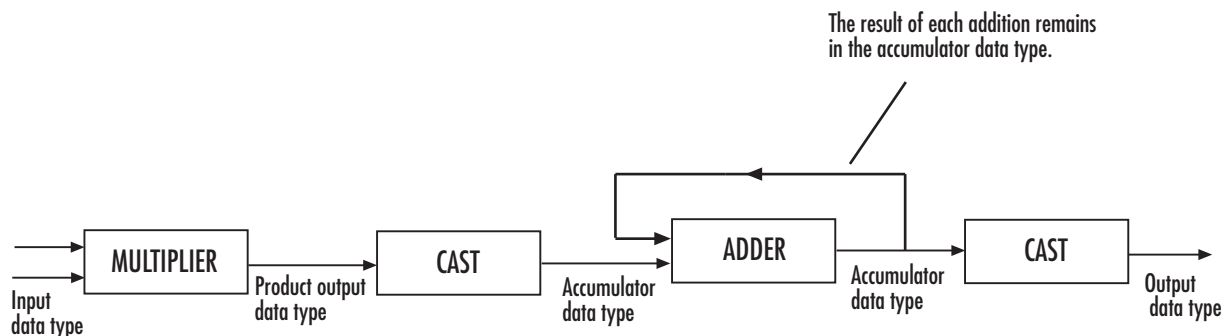 The result of each addition remains
in the accumulator data type.
MULTIPLIER
CAST
ADDER
CAST
Input
data type
Product output
data type
Accumulator
data type
Accumulator
data type
Output
data type